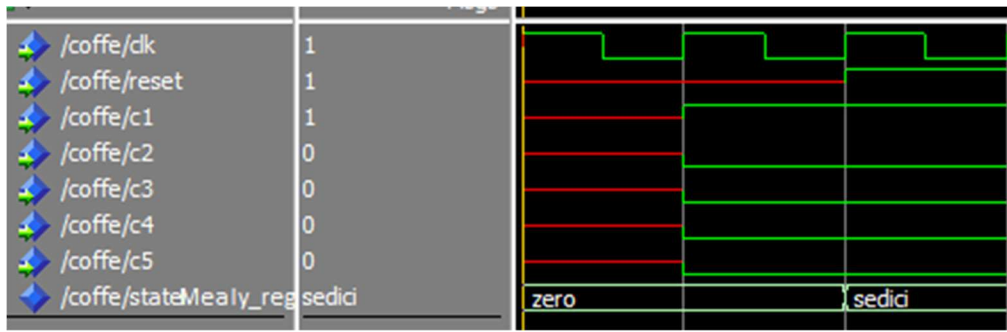 /coffe/clk 1
/coffe/reset 1
/coffe/c1 1
/coffe/c2 0
/coffe/c3 0
/coffe/c4 0
/coffe/c5 0
/coffe/stateMealy_reg sedici zero sedici